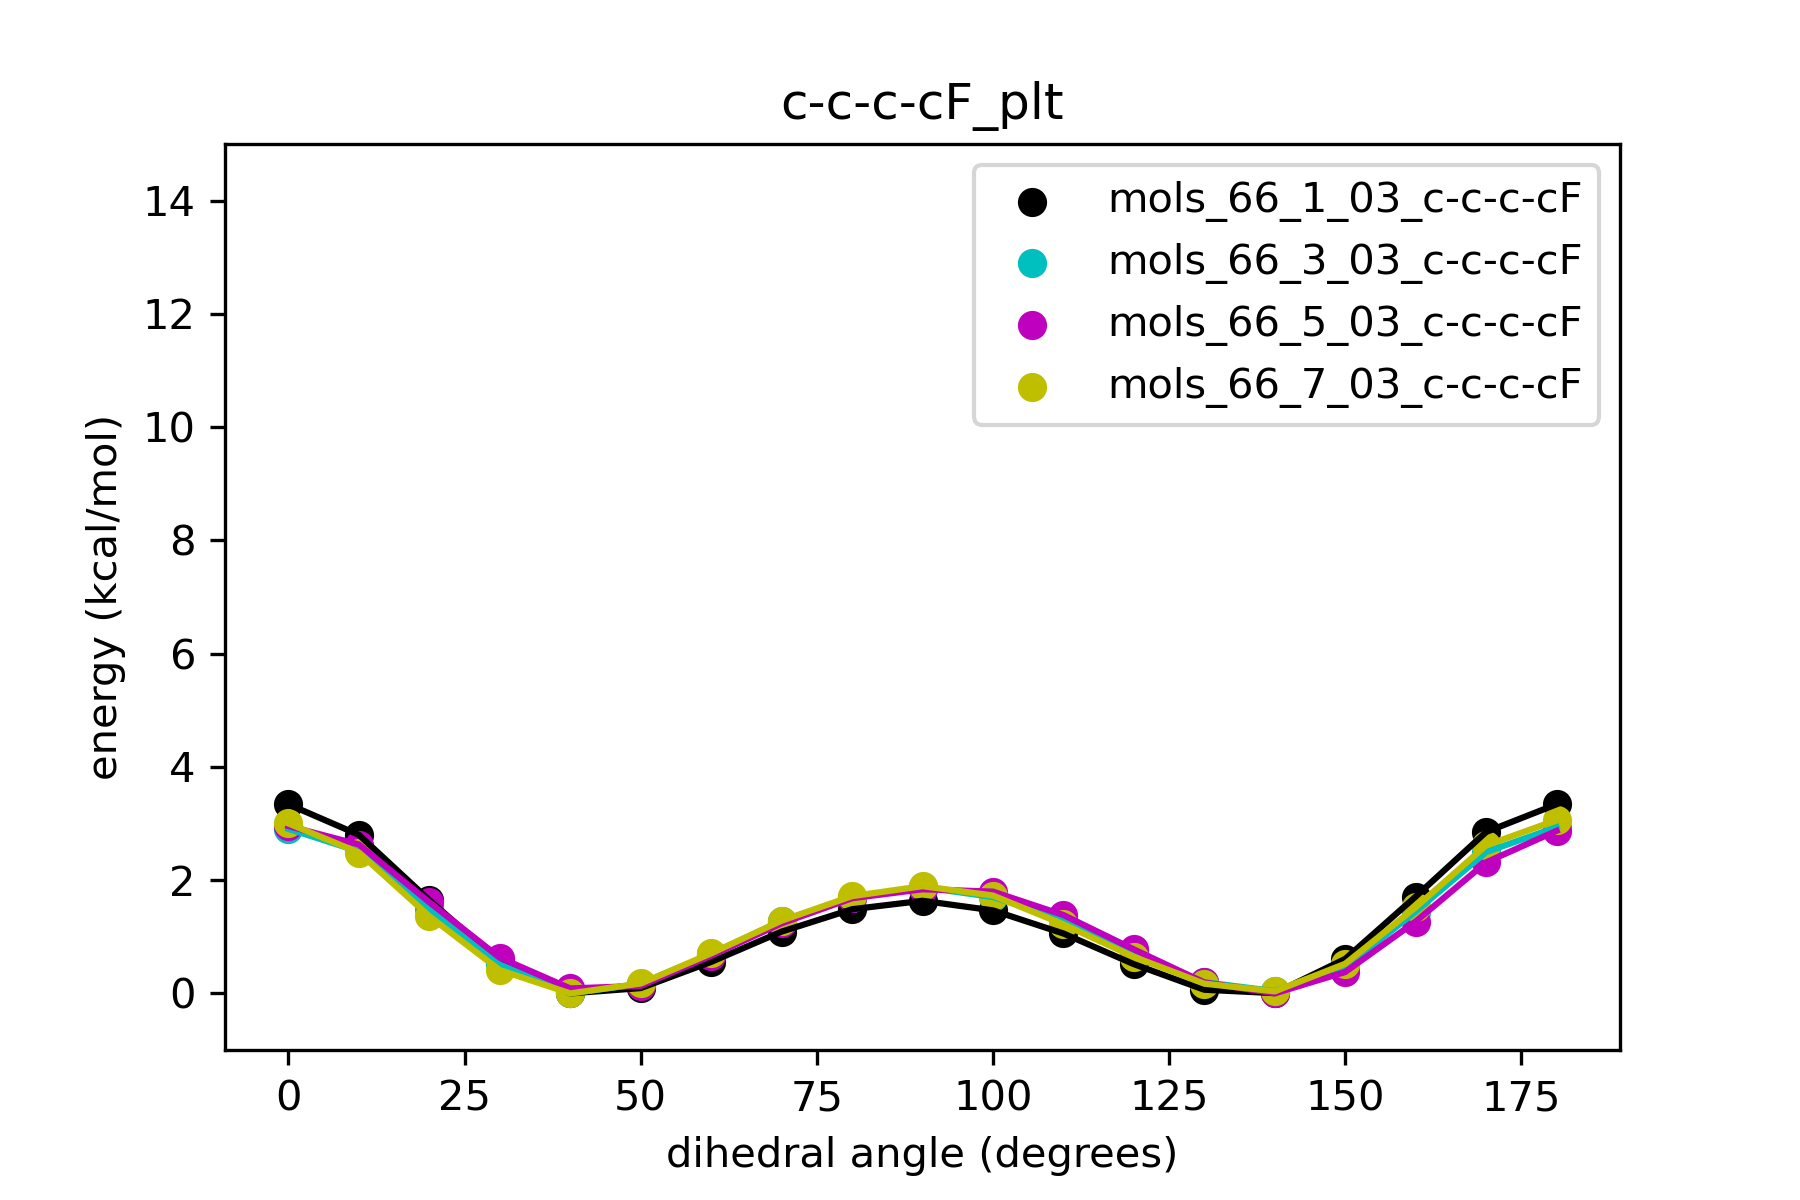 c-c-c-cF_plt
mols_66_1_03_c-c-c-cF
mols_66_3_03_c-c-c-cF
mols_66_5_03_c-c-c-cF
mols_66_7_03_c-c-c-cF
energy (kcal/mol)
14
12
10
8
6
4
2
0
0 25 50 75 100 125 150 175
dihedral angle (degrees)